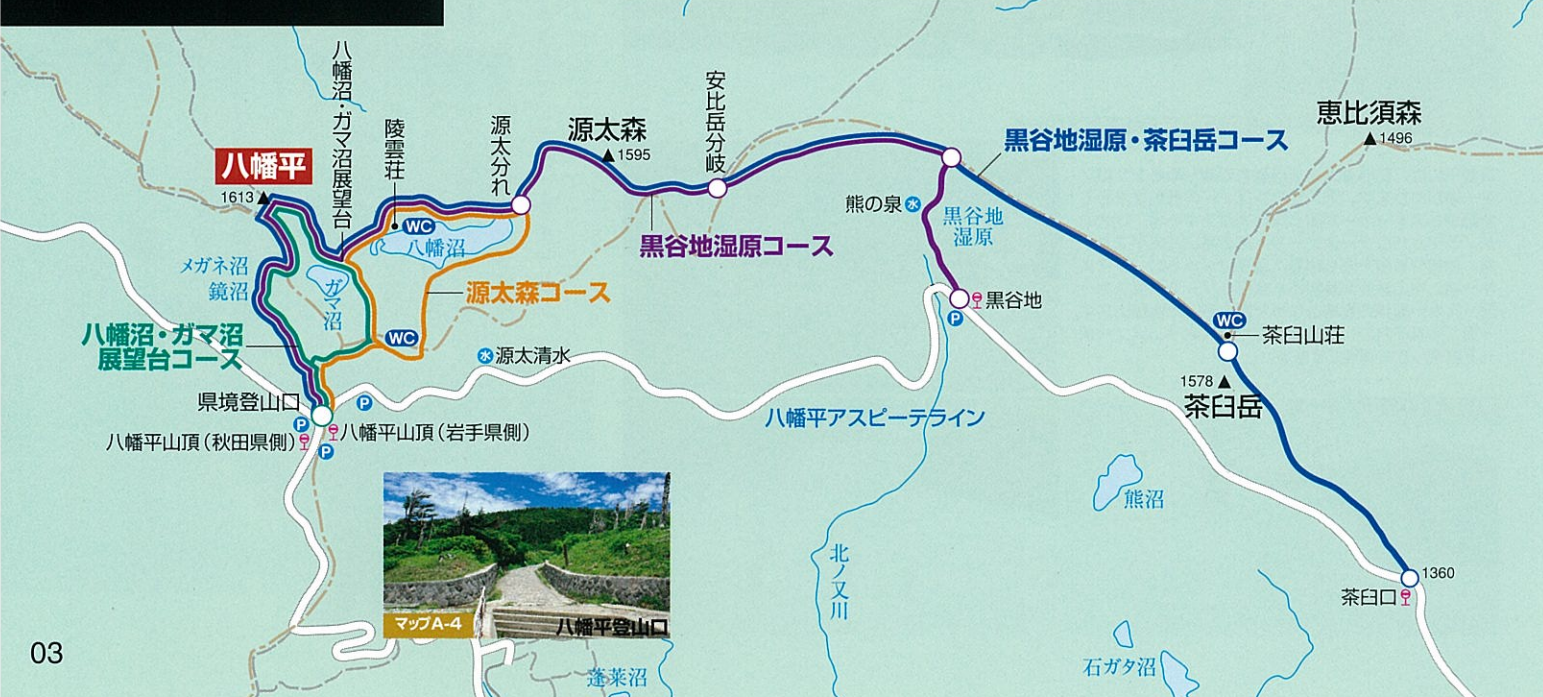 八幡沼・ガマ沼展望台
陵雲荘
源太分れ
源太森
1595
安比岳分岐
黒谷地湿原・茶臼岳コース
恵比須森
1496
八幡平
1613
WC
八幡沼
熊の泉
水
黒谷地
湿原
黒谷地湿原コース
メガネ沼
鏡沼
ガマ沼
源太森コース
黒谷地
P
八幡沼・ガマ沼
展望台コース
WC
水
源太清水
WC
茶臼山荘
1578
茶臼岳
県境登山口
P
P
八幡平山頂(秋田県側)
八幡平山頂(岩手県側)
P
八幡平アスピーテライン
熊沼
北ノ又川
1360
茶臼口
マップA-4
八幡平登山口
03
蓬莱沼
石ガタ沼